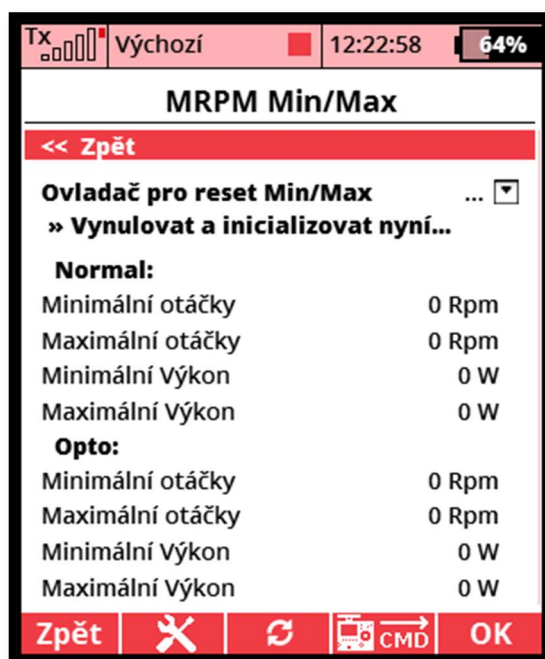 Tx Výchozí 12:22:58 64%
MRPM Min/Max
<< Zpět
Ovladač pro reset Min/Max ...
» Vynulovat a inicializovat nyní...
Normal:
Minimální otáčky 0 Rpm
Maximální otáčky 0 Rpm
Minimální Výkon 0 W
Maximální Výkon 0 W
Opto:
Minimální otáčky 0 Rpm
Maximální otáčky 0 Rpm
Minimální Výkon 0 W
Maximální Výkon 0 W
Zpět CMD OK